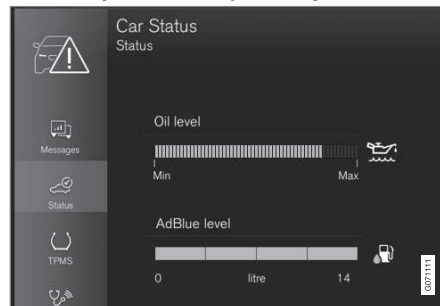 Car Status
Status
Messages
Status
TPMS
Oil level
Min Max
AdBlue level
0 litre 14
G071111